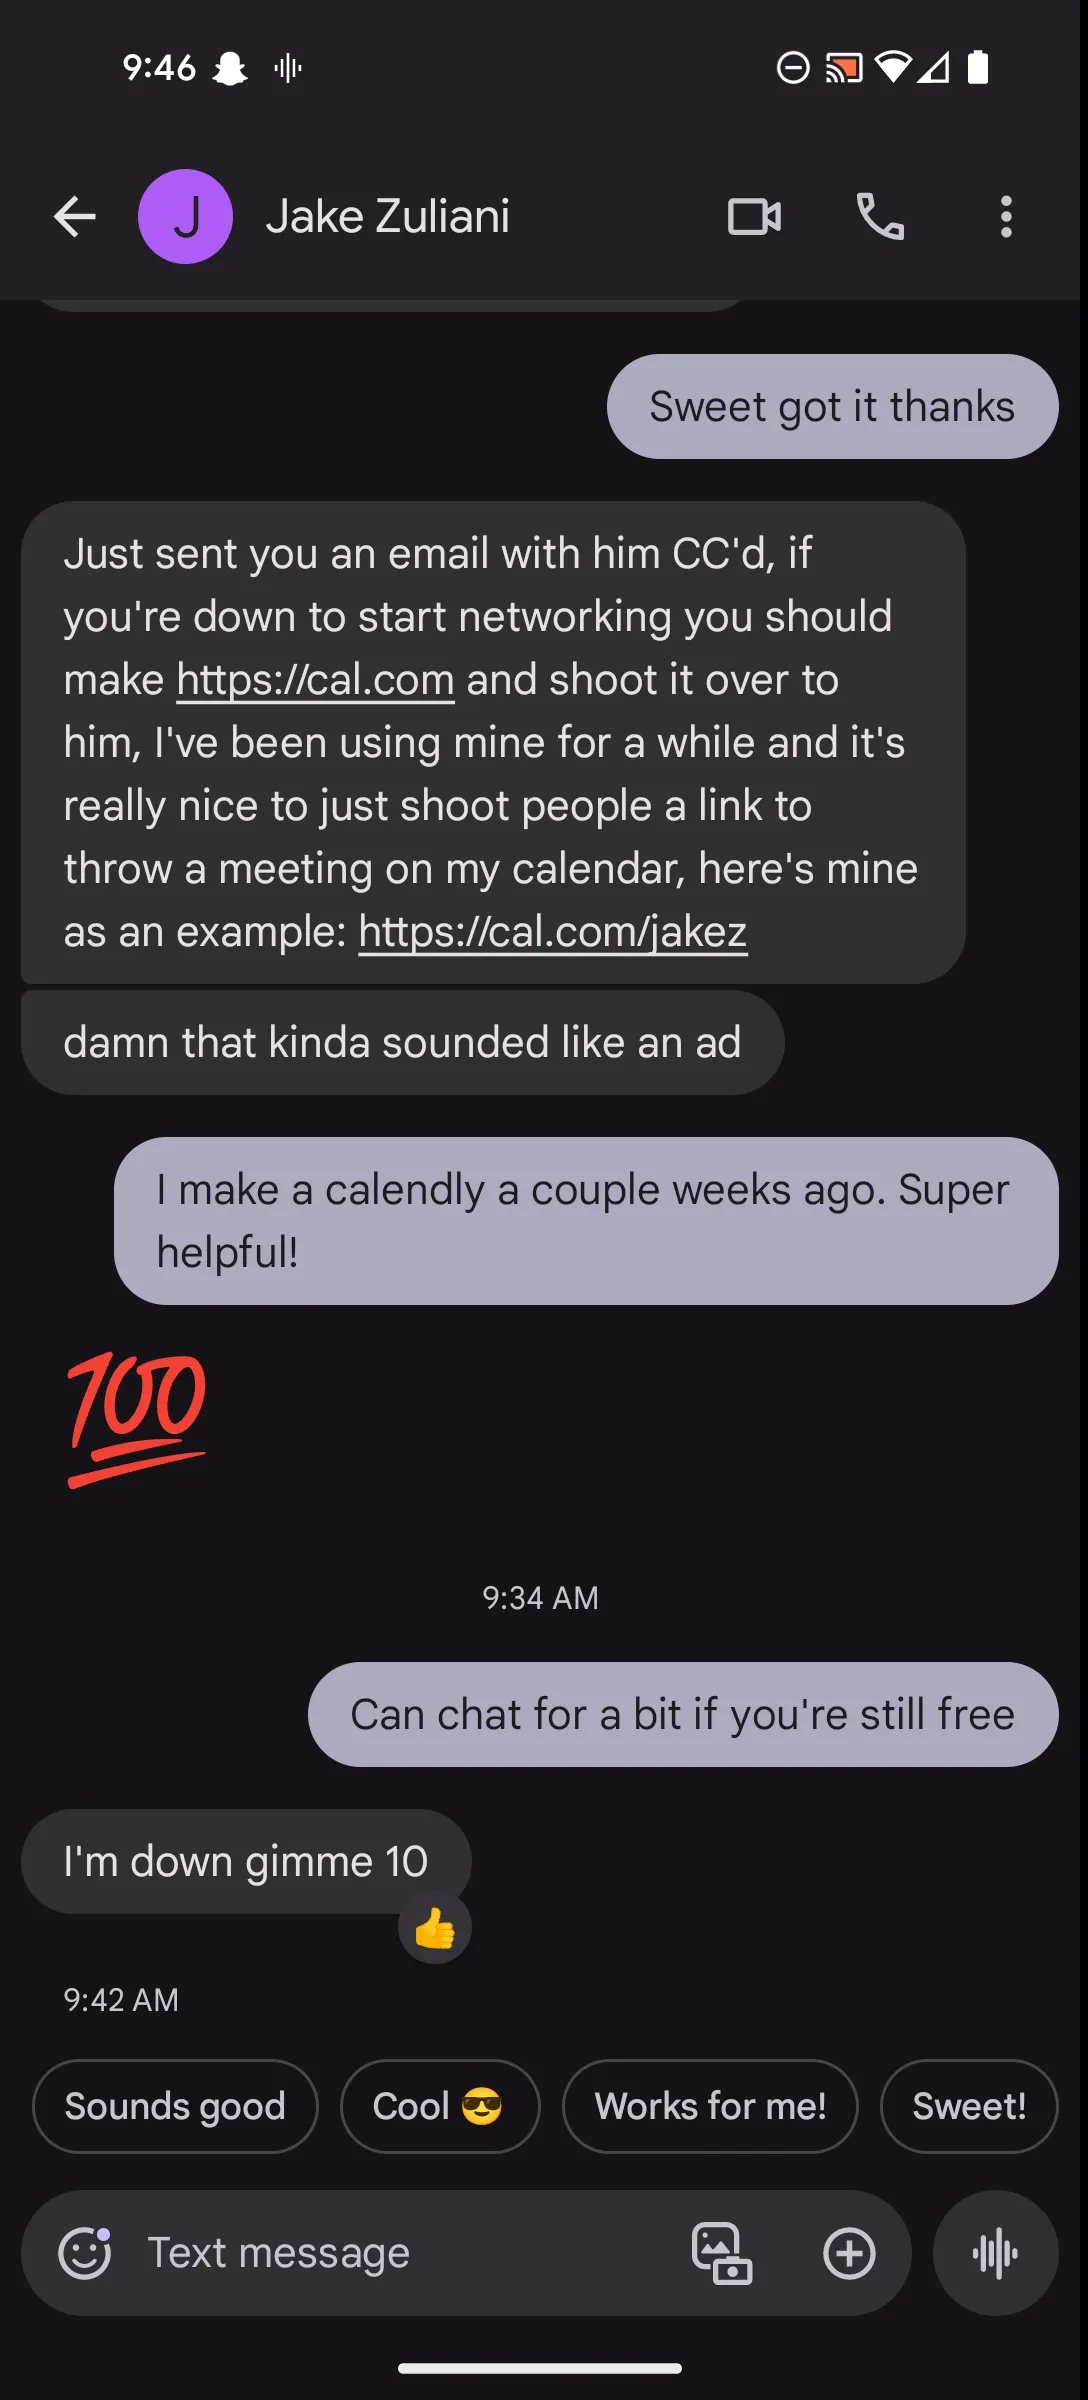 9:46
J
Jake Zuliani
Sweet got it thanks
Just sent you an email with him CC'd, if
you're down to start networking you should
make https://cal.com and shoot it over to
him, I've been using mine for a while and it's
really nice to just shoot people a link to
throw a meeting on my calendar, here's mine
as an example: https://cal.com/jakez
damn that kinda sounded like an ad
I make a calendly a couple weeks ago. Super
helpful!
💯
9:34 AM
Can chat for a bit if you're still free
I'm down gimme 10
👍
9:42 AM
Sounds good
Cool 😎
Works for me!
Sweet!
Text message